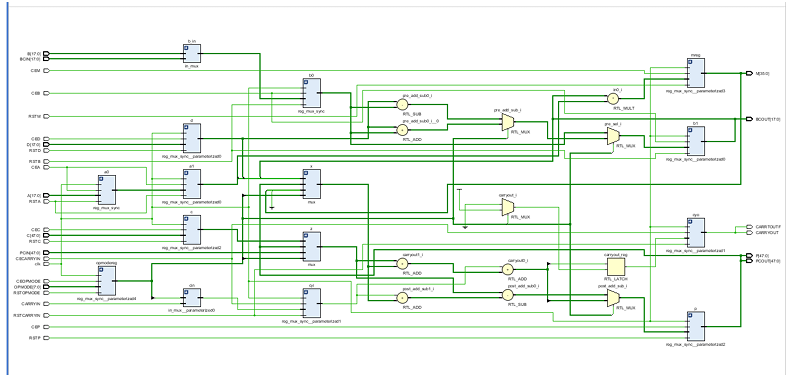 B[17:0]
BCIN[17:0]
CEM
CEB
RSTM
CED
D[17:0]
RSTD
RSTB
CEA
A[17:0]
RSTA
CEC
C[47:0]
RSTC
PCIN[47:0]
CECARRYIN
clk
CEOPMODE
OPMODE[7:0]
RSTOPMODE
CARRYIN
RSTCARRYIN
CEP
RSTP
b_in
in_mux
b0
reg_mux_sync
d
reg_mux_sync__parameterized0
a0
reg_mux_sync
a1
reg_mux_sync__parameterized0
c
reg_mux_sync__parameterized2
opmodereg
reg_mux_sync__parameterized4
cin
in_mux__parameterized0
x
mux
z
mux
cyi
reg_mux_sync__parameterized1
pre_add_sub0_i
RTL_SUB
pre_add_sub0_i__0
RTL_ADD
pre_add_sub_i
RTL_MUX
pre_sel_i
RTL_MUX
m0_i
RTL_MULT
carryout_i
RTL_MUX
carryout1_i
RTL_ADD
carryout0_i
RTL_ADD
carryout_reg
RTL_LATCH
post_add_sub1_i
RTL_ADD
post_add_sub0_i
RTL_SUB
post_add_sub_i
RTL_MUX
mreg
reg_mux_sync__parameterized3
b1
reg_mux_sync__parameterized0
cyo
reg_mux_sync__parameterized1
p
reg_mux_sync__parameterized2
M[35:0]
BCOUT[17:0]
CARRYOUTF
CARRYOUT
P[47:0]
PCOUT[47:0]